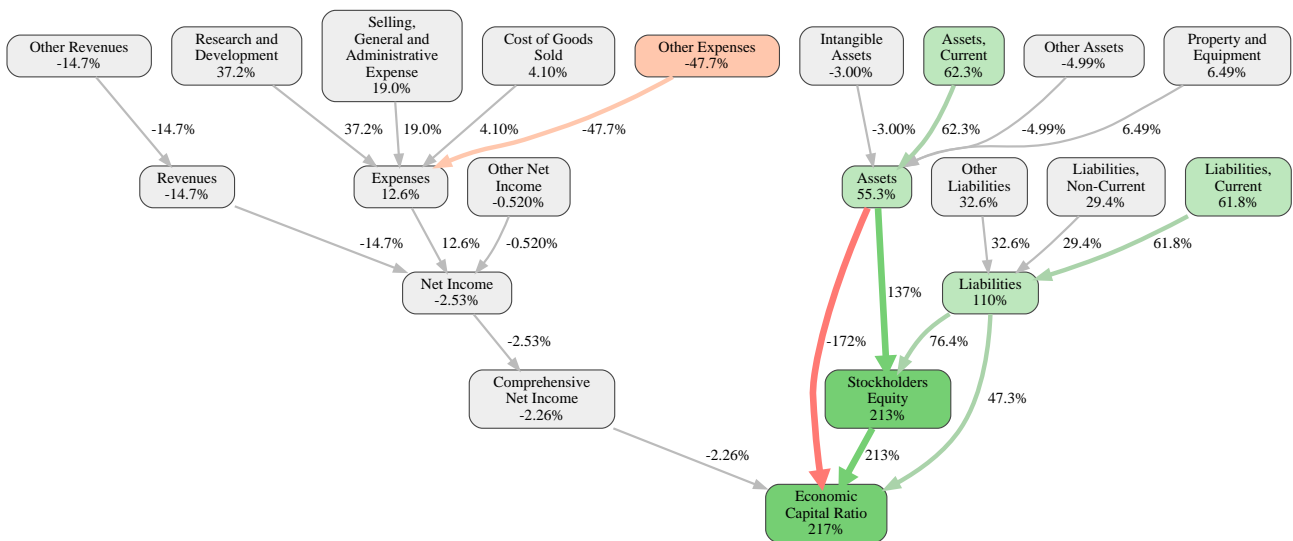 Other Revenues
-14.7%
Research and
Development
37.2%
Selling,
General and
Administrative
Expense
19.0%
Cost of Goods
Sold
4.10%
Other Expenses
-47.7%
Intangible
Assets
-3.00%
Assets,
Current
62.3%
Other Assets
-4.99%
Property and
Equipment
6.49%
-14.7%
37.2%
19.0%
4.10%
-47.7%
-3.00%
62.3%
-4.99%
6.49%
Revenues
-14.7%
Expenses
12.6%
Other Net
Income
-0.520%
Assets
55.3%
Other
Liabilities
32.6%
Liabilities,
Non-Current
29.4%
Liabilities,
Current
61.8%
-14.7%
12.6%
-0.520%
32.6%
29.4%
61.8%
Net Income
-2.53%
137%
Liabilities
110%
-2.53%
-172%
76.4%
Comprehensive
Net Income
-2.26%
Stockholders
Equity
213%
47.3%
-2.26%
213%
Economic
Capital Ratio
217%